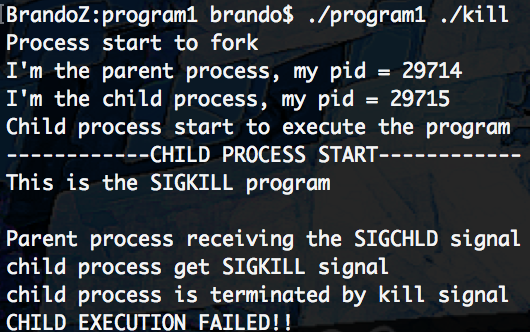 BrandoZ:program1 brando$ ./program1 ./kill
Process start to fork
I'm the parent process, my pid = 29714
I'm the child process, my pid = 29715
Child process start to execute the program
------------CHILD PROCESS START------------
This is the SIGKILL program
Parent process receiving the SIGCHLD signal
child process get SIGKILL signal
child process is terminated by kill signal
CHILD EXECUTION FAILED!!